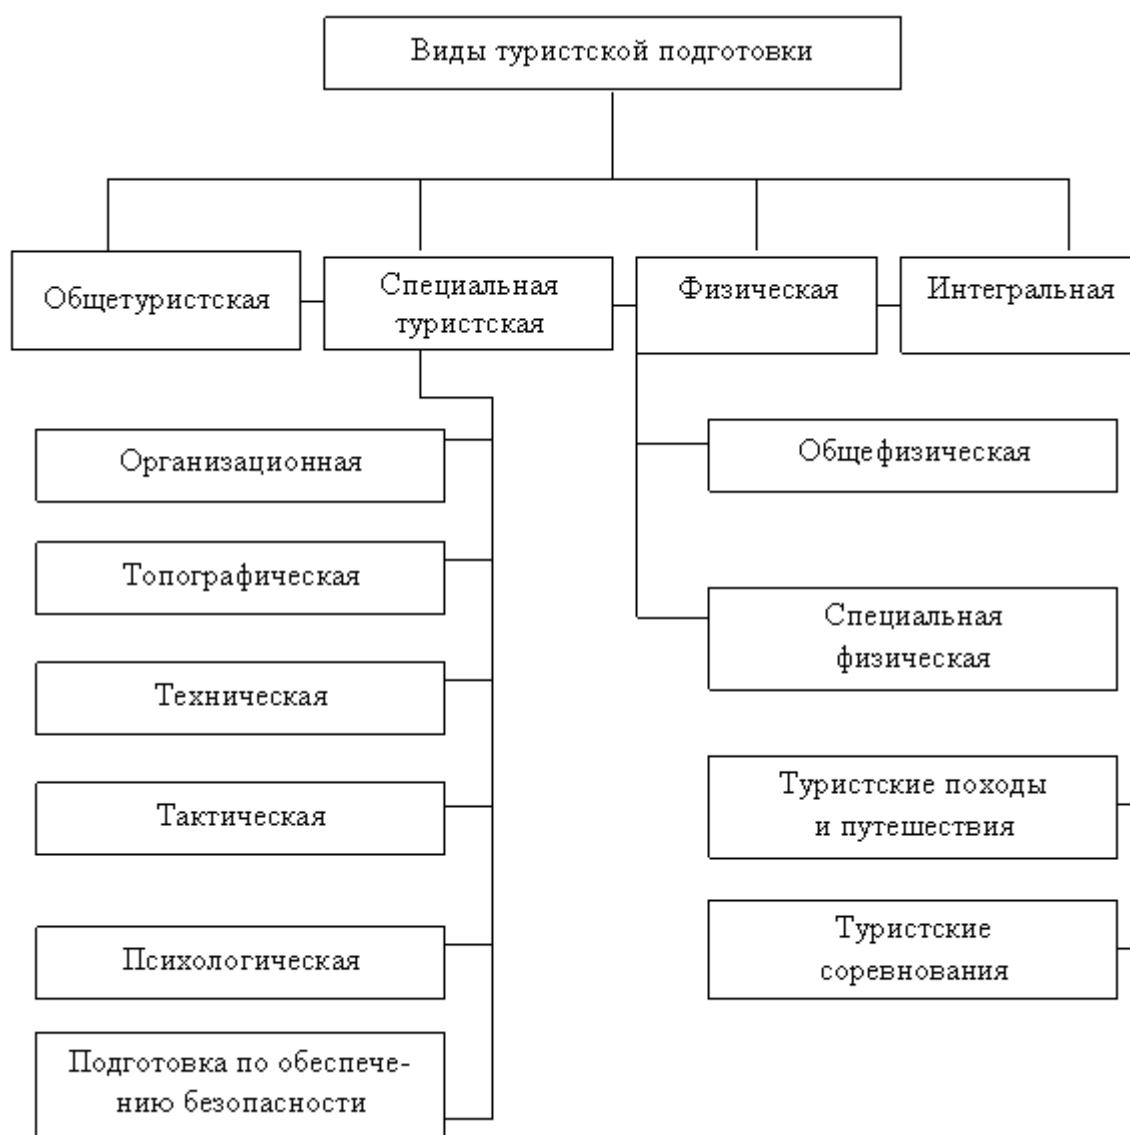 Виды туристской подготовки
Общетуристская
Специальная
туристская
Физическая
Интегральная
Организационная
Топографическая
Техническая
Тактическая
Психологическая
Подготовка по обеспече-
нию безопасности
Общефизическая
Специальная
физическая
Туристские походы
и путешествия
Туристские
соревнования